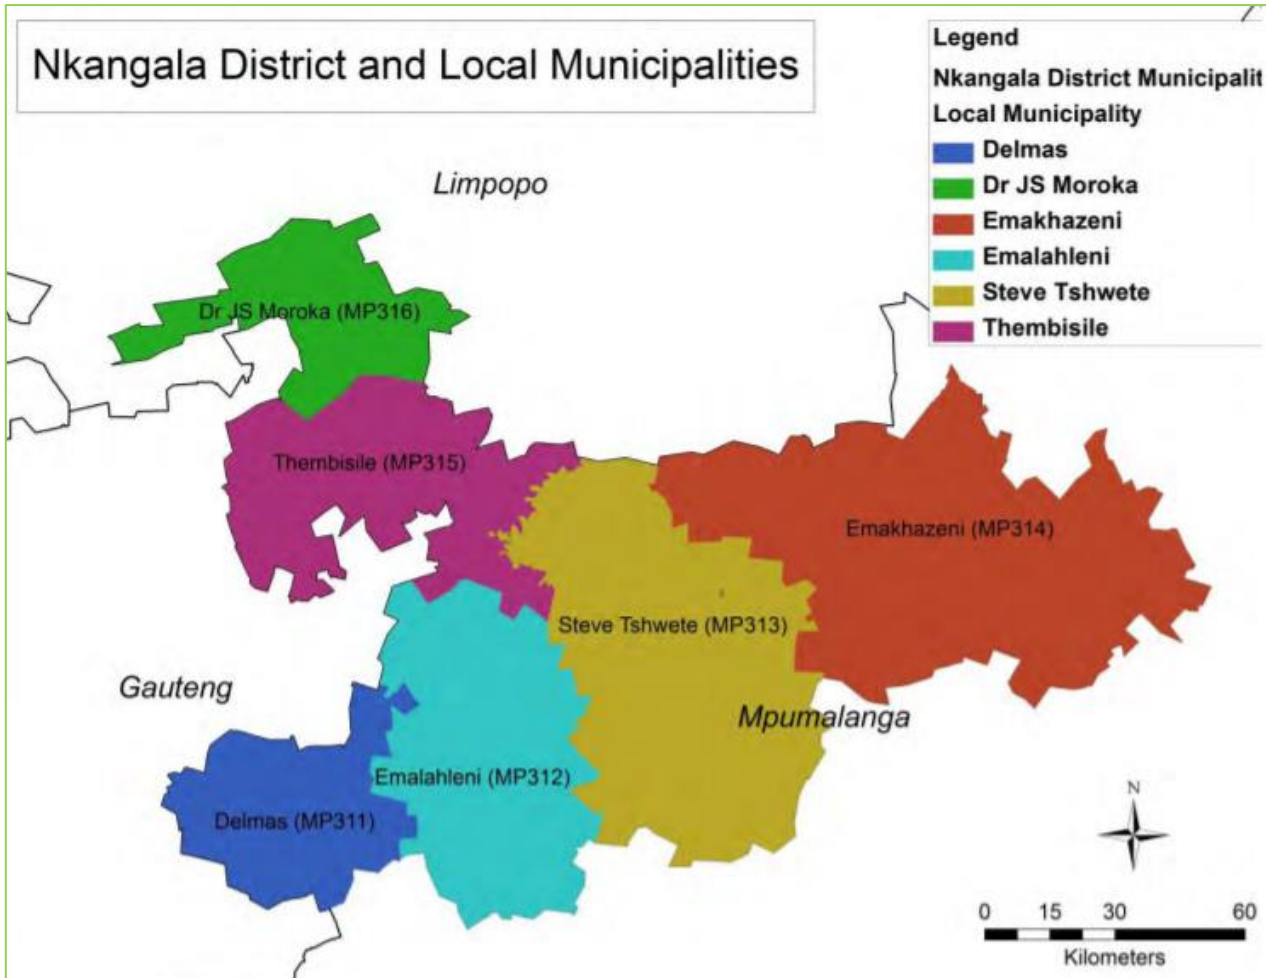 Nkangala District and Local Municipalities
Legend
Nkangala District Municipalit
Local Municipality
Delmas
Dr JS Moroka
Emakhazeni
Emalahleni
Steve Tshwete
Thembisile
Limpopo
Dr JS Moroka (MP316)
Thembisile (MP315)
Emakhazeni (MP314)
Steve Tshwete (MP313)
Gauteng
Mpumalanga
Emalahleni (MP312)
Delmas (MP311)
N
0 15 30 60
Kilometers